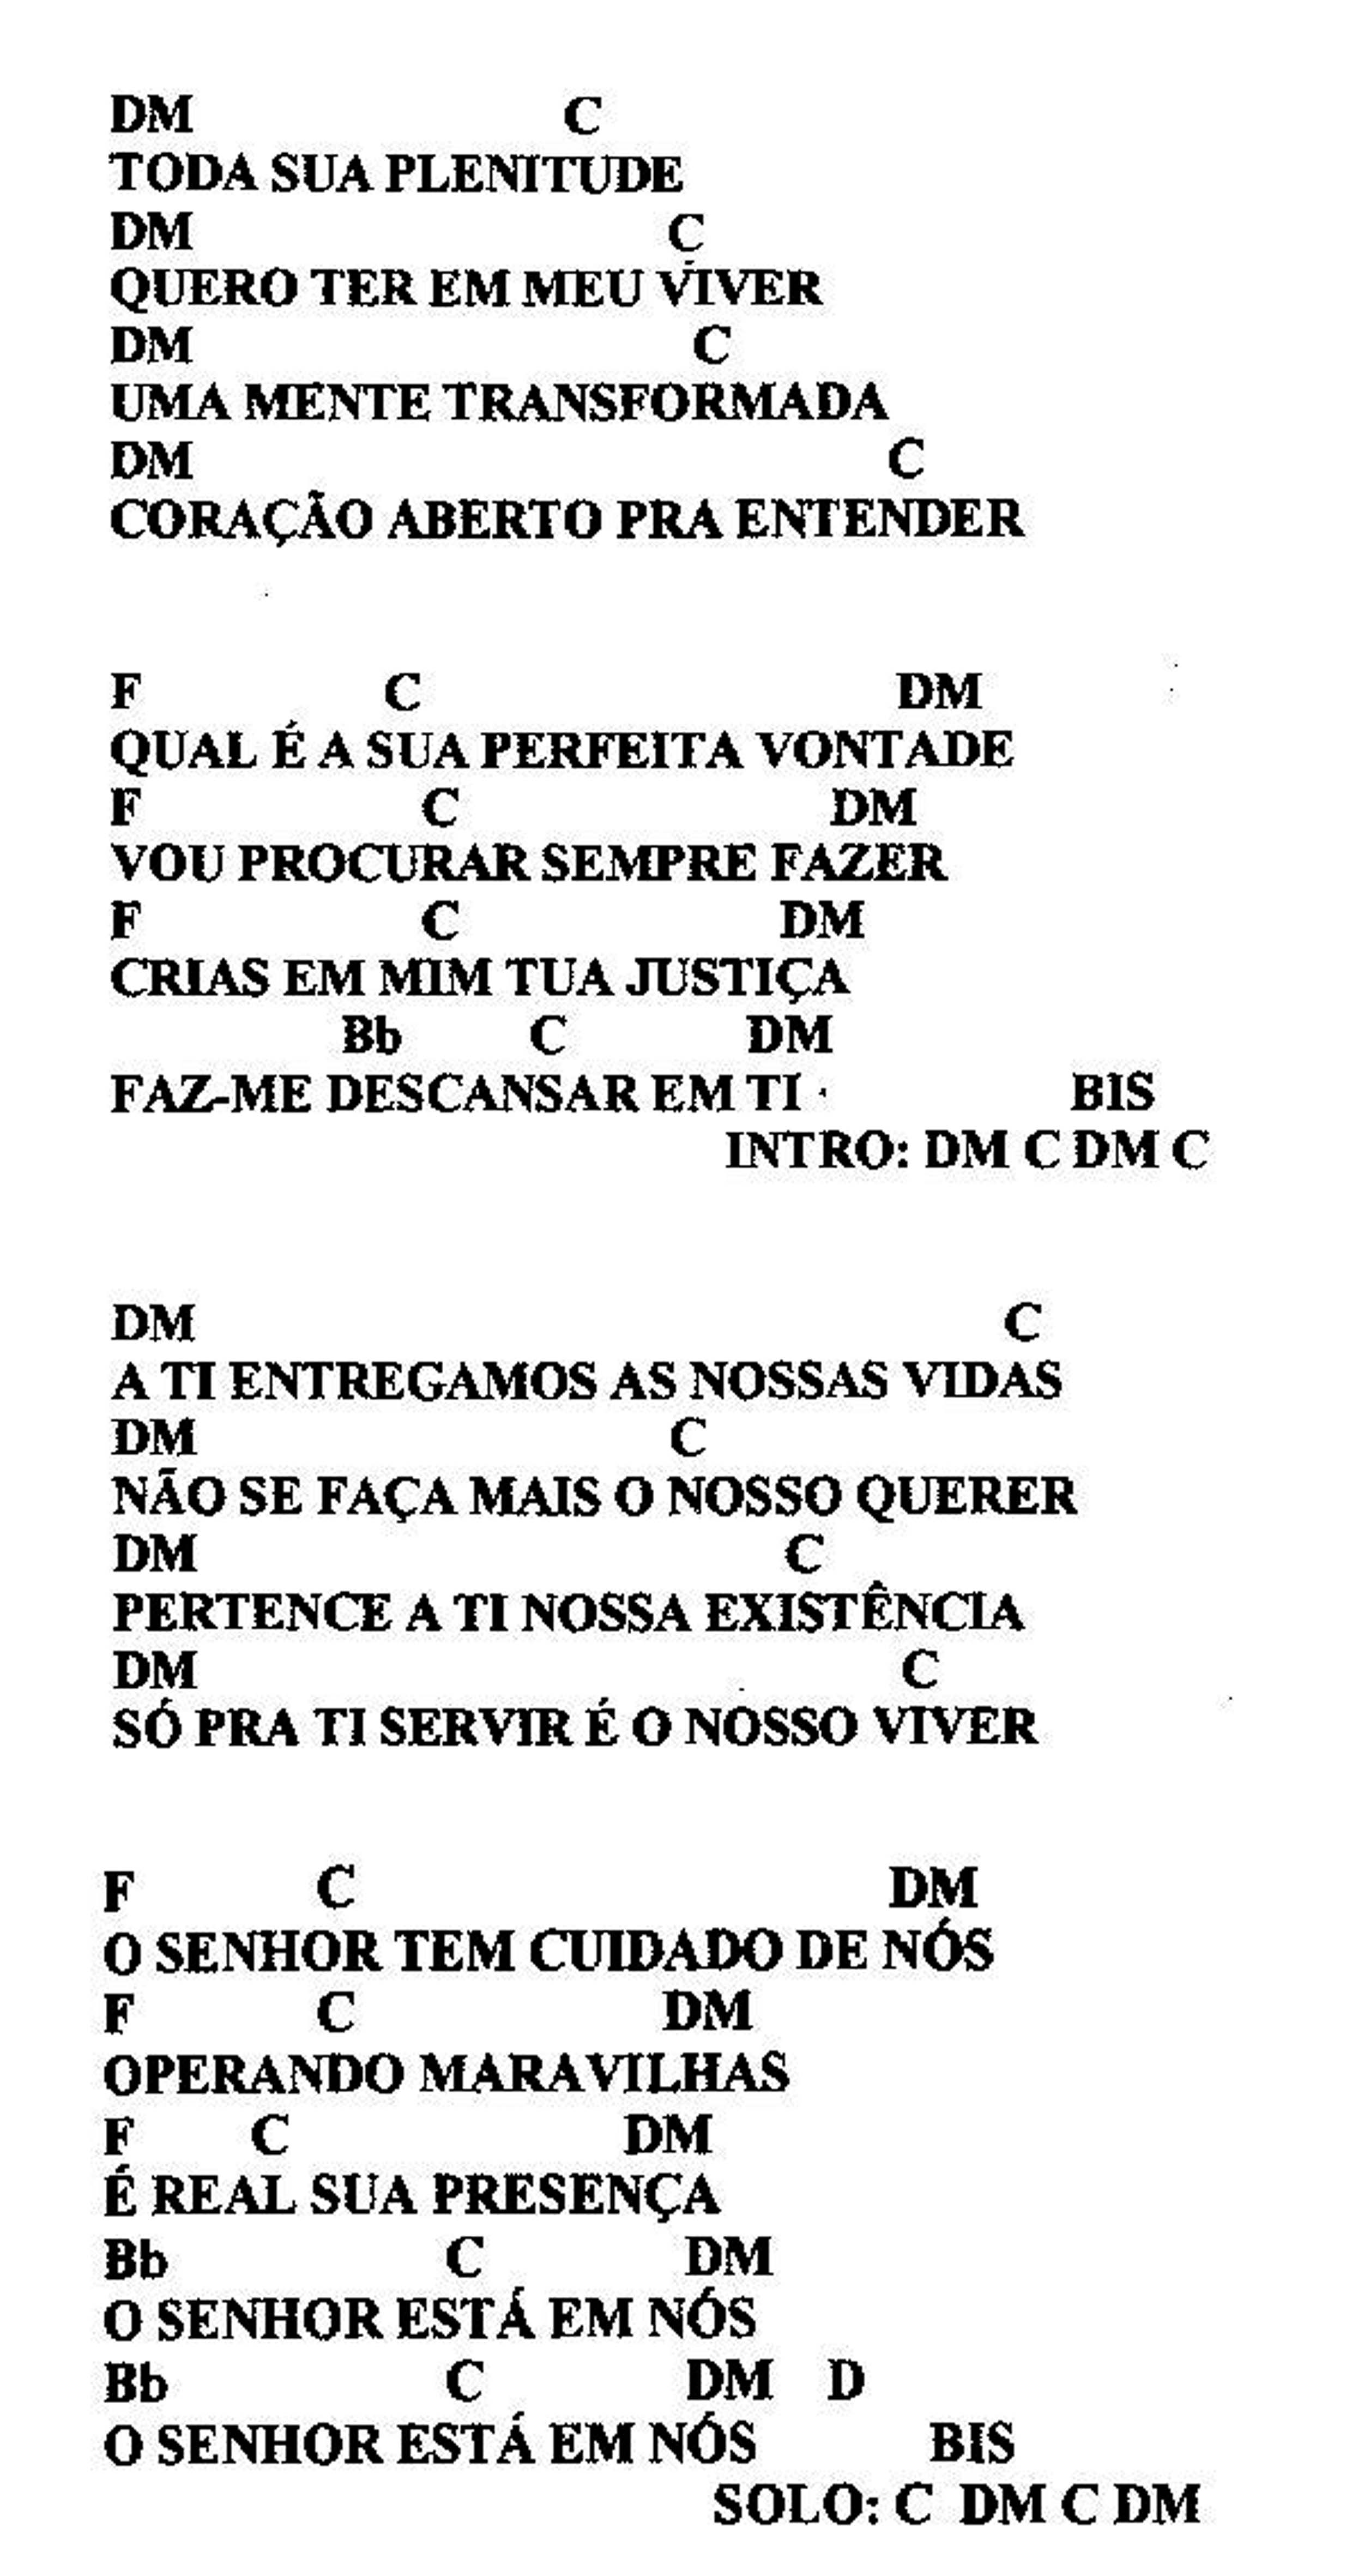 DM C
TODA SUA PLENITUDE
DM C
QUERO TER EM MEU VIVER
DM C
UMA MENTE TRANSFORMADA
DM C
CORAÇÃO ABERTO PRA ENTENDER
F C DM
QUAL É A SUA PERFEITA VONTADE
F C DM
VOU PROCURAR SEMPRE FAZER
F C DM
CRIAS EM MIM TUA JUSTIÇA
Bb C DM
FAZ-ME DESCANSAR EM TI BIS
INTRO: DM C DM C
DM C
A TI ENTREGAMOS AS NOSSAS VIDAS
DM C
NÃO SE FAÇA MAIS O NOSSO QUERER
DM C
PERTENCE A TI NOSSA EXISTÊNCIA
DM C
SÓ PRA TI SERVIR É O NOSSO VIVER
F C DM
O SENHOR TEM CUIDADO DE NÓS
F C DM
OPERANDO MARAVILHAS
F C DM
É REAL SUA PRESENÇA
Bb C DM
O SENHOR ESTÁ EM NÓS
Bb C DM D
O SENHOR ESTÁ EM NÓS BIS
SOLO: C DM C DM